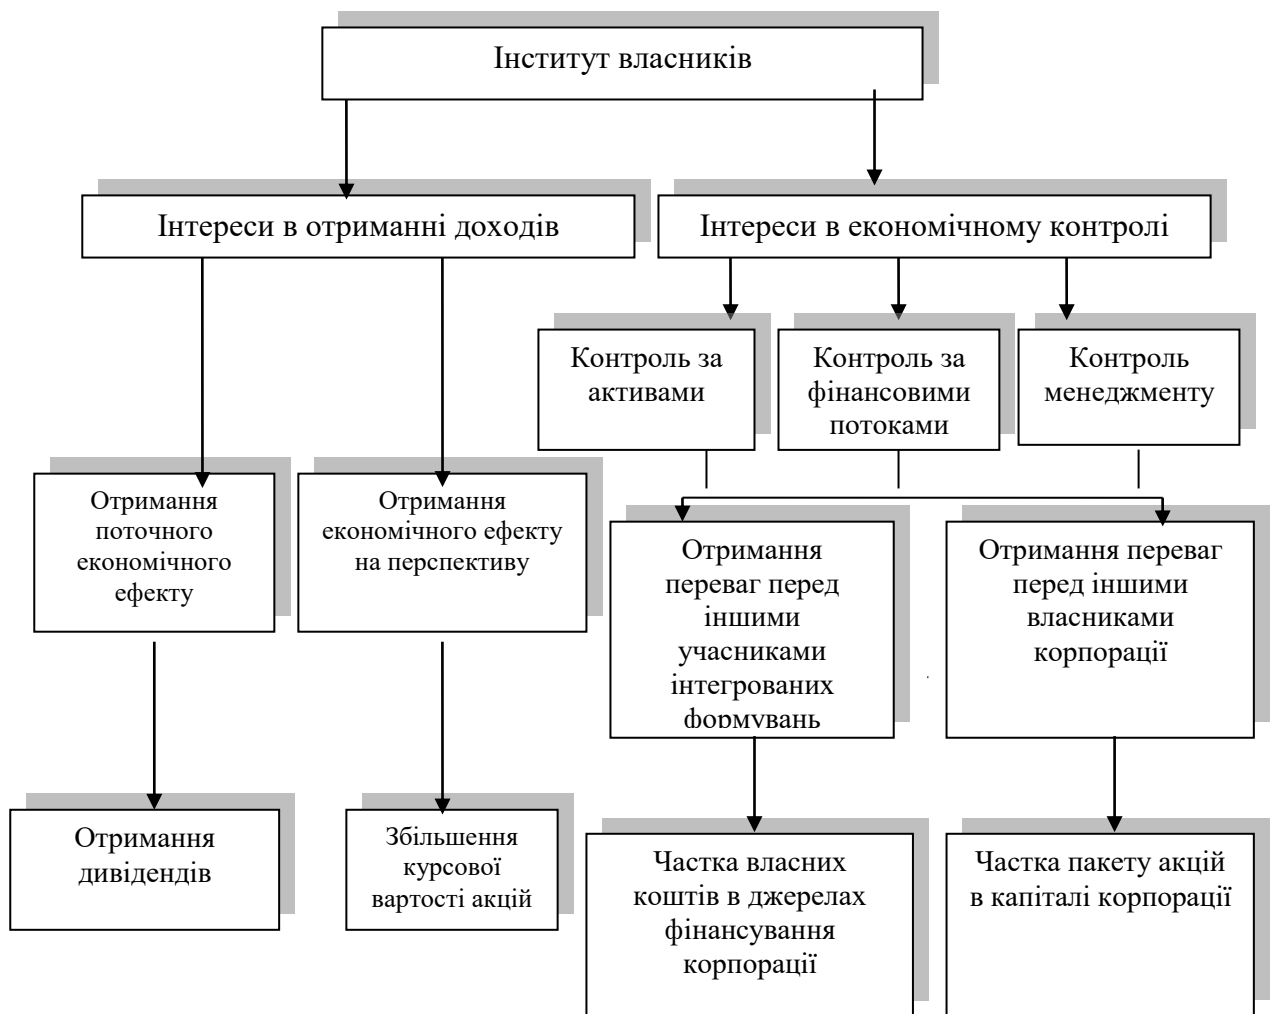 Інститут власників
Інтереси в отриманні доходів
Інтереси в економічному контролі
Контроль за
активами
Контроль за
фінансовими
потоками
Контроль
менеджменту
Отримання
поточного
економічного
ефекту
Отримання
економічного ефекту
на перспективу
Отримання
переваг перед
іншими
учасниками
інтегрованих
формувань
Отримання переваг
перед іншими
власниками
корпорації
Отримання
дивідендів
Збільшення
курсової
вартості акцій
Частка власних
коштів в джерелах
фінансування
корпорації
Частка пакету акцій
в капіталі корпорації